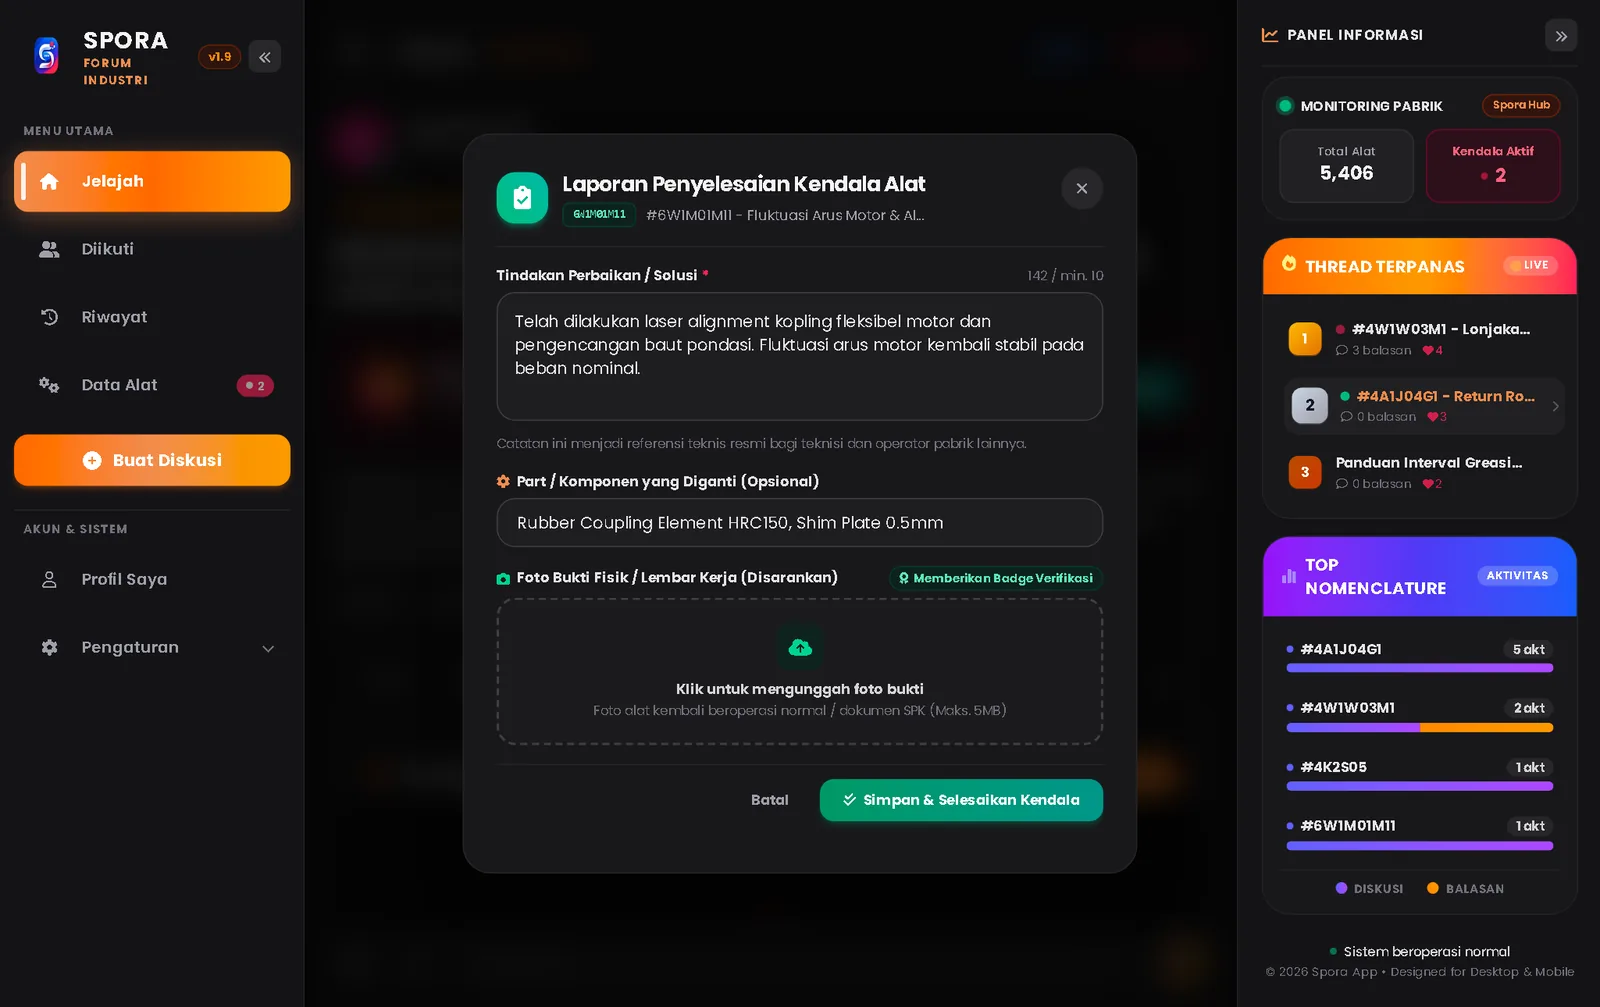 SPORA
FORUM
INDUSTRI
v1.9
MENU UTAMA
Jelajah
Diikuti
Riwayat
Data Alat
2
Buat Diskusi
AKUN & SISTEM
Profil Saya
Pengaturan
Laporan Penyelesaian Kendala Alat
6W1M01M11
#6W1M01M11 - Fluktuasi Arus Motor & Al...
Tindakan Perbaikan / Solusi *
142 / min. 10
Telah dilakukan laser alignment kopling fleksibel motor dan
pengencangan baut pondasi. Fluktuasi arus motor kembali stabil pada
beban nominal.
Catatan ini menjadi referensi teknis resmi bagi teknisi dan operator pabrik lainnya.
Part / Komponen yang Diganti (Opsional)
Rubber Coupling Element HRC150, Shim Plate 0.5mm
Foto Bukti Fisik / Lembar Kerja (Disarankan)
Memberikan Badge Verifikasi
Klik untuk mengunggah foto bukti
Foto alat kembali beroperasi normal / dokumen SPK (Maks. 5MB)
Batal
Simpan & Selesaikan Kendala
PANEL INFORMASI
MONITORING PABRIK
Spora Hub
Total Alat
5,406
Kendala Aktif
2
THREAD TERPANAS
LIVE
1
#4W1W03M1 - Lonjaka...
3 balasan
4
2
#4A1J04G1 - Return Ro...
0 balasan
3
3
Panduan Interval Greasi...
0 balasan
2
TOP
NOMENCLATURE
AKTIVITAS
#4A1J04G1
5 akt
#4W1W03M1
2 akt
#4K2S05
1 akt
#6W1M01M11
1 akt
DISKUSI
BALASAN
Sistem beroperasi normal
© 2026 Spora App • Designed for Desktop & Mobile